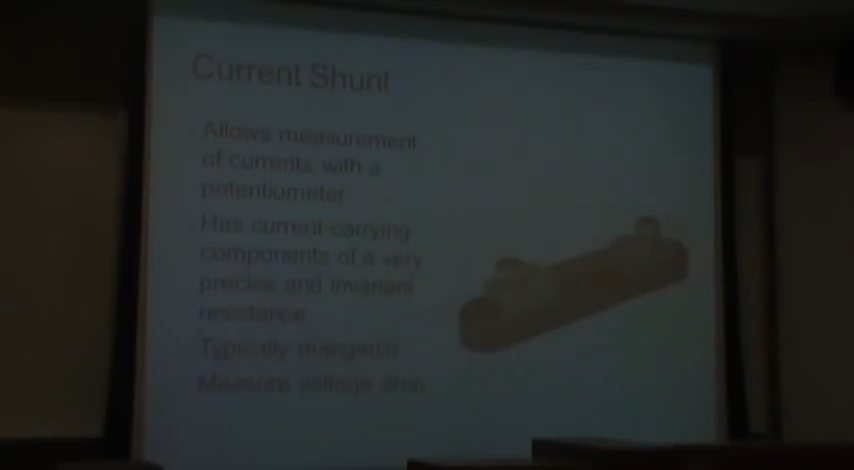 Current Shunt
Allows measurement
of currents with a
potentiometer
Has current-carrying
components of a very
precise and invariant
resistance
Typically manganin
Measure voltage drop